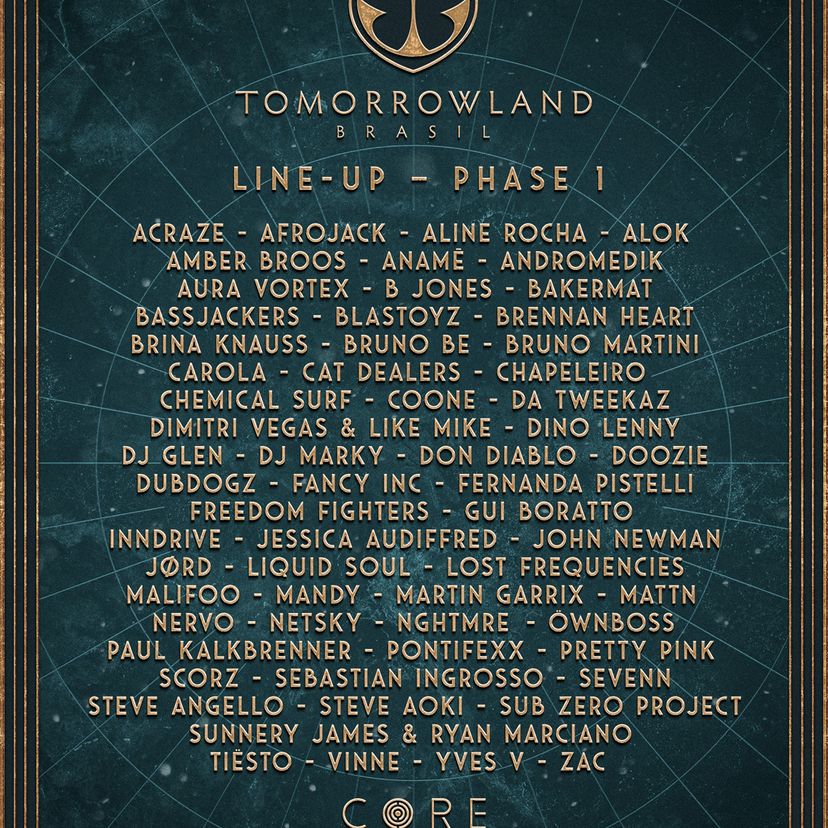 TOMORROWLAND
BRASIL
LINE-UP – PHASE 1
ACRAZE - AFROJACK - ALINE ROCHA - ALOK
AMBER BROOS - ANAMĒ - ANDROMEDIK
AURA VORTEX - B JONES - BAKERMAT
BASSJACKERS - BLASTOYZ - BRENNAN HEART
BRINA KNAUSS - BRUNO BE - BRUNO MARTINI
CAROLA - CAT DEALERS - CHAPELEIRO
CHEMICAL SURF - COONE - DA TWEEKAZ
DIMITRI VEGAS & LIKE MIKE - DINO LENNY
DJ GLEN - DJ MARKY - DON DIABLO - DOOZIE
DUBDOGZ - FANCY INC - FERNANDA PISTELLI
FREEDOM FIGHTERS - GUI BORATTO
INNDRIVE - JESSICA AUDIFFRED - JOHN NEWMAN
JØRD - LIQUID SOUL - LOST FREQUENCIES
MALIFOO - MANDY - MARTIN GARRIX - MATTN
NERVO - NETSKY - NGHTMRE - ÖWNBOSS
PAUL KALKBRENNER - PONTIFEXX - PRETTY PINK
SCORZ - SEBASTIAN INGROSSO - SEVENN
STEVE ANGELLO - STEVE AOKI - SUB ZERO PROJECT
SUNNERY JAMES & RYAN MARCIANO
TIËSTO - VINNE - YVES V - ZAC
CORE